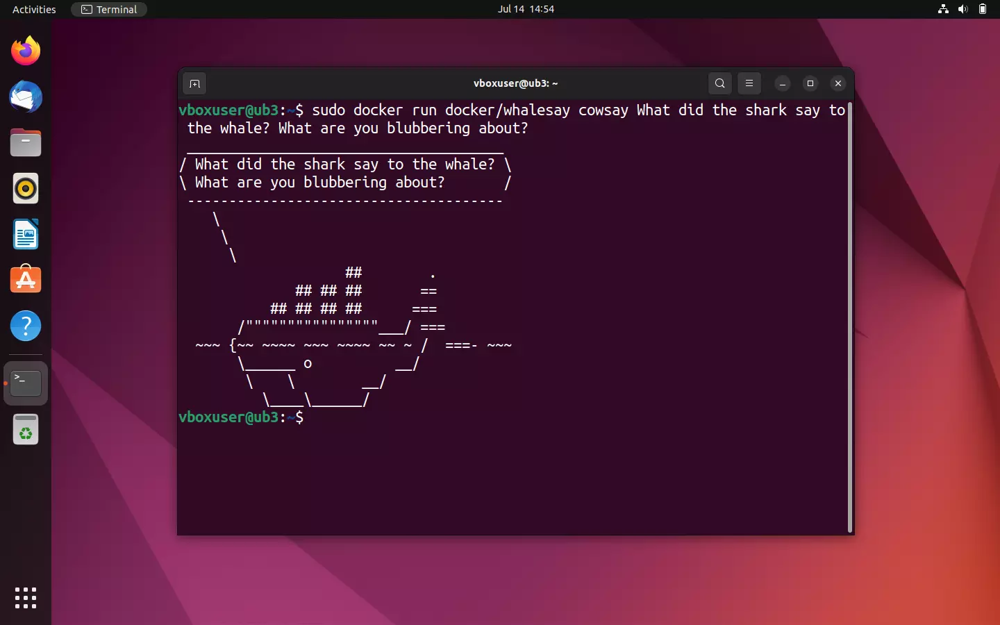 Activities Terminal Jul 14 14:54
vboxuser@ub3: ~
vboxuser@ub3:~$ sudo docker run docker/whalesay cowsay What did the shark say to
 the whale? What are you blubbering about?
 ______________________________________
/ What did the shark say to the whale? \
\ What are you blubbering about?       /
 --------------------------------------
    \
     \
      \
                    ##        .
              ## ## ##       ==
           ## ## ## ##      ===
       /""""""""""""""""___/ ===
  ~~~ {~~ ~~~~ ~~~ ~~~~ ~~ ~ /  ===- ~~~
       \______ o          __/
        \    \        __/
          \____\______/
vboxuser@ub3:~$